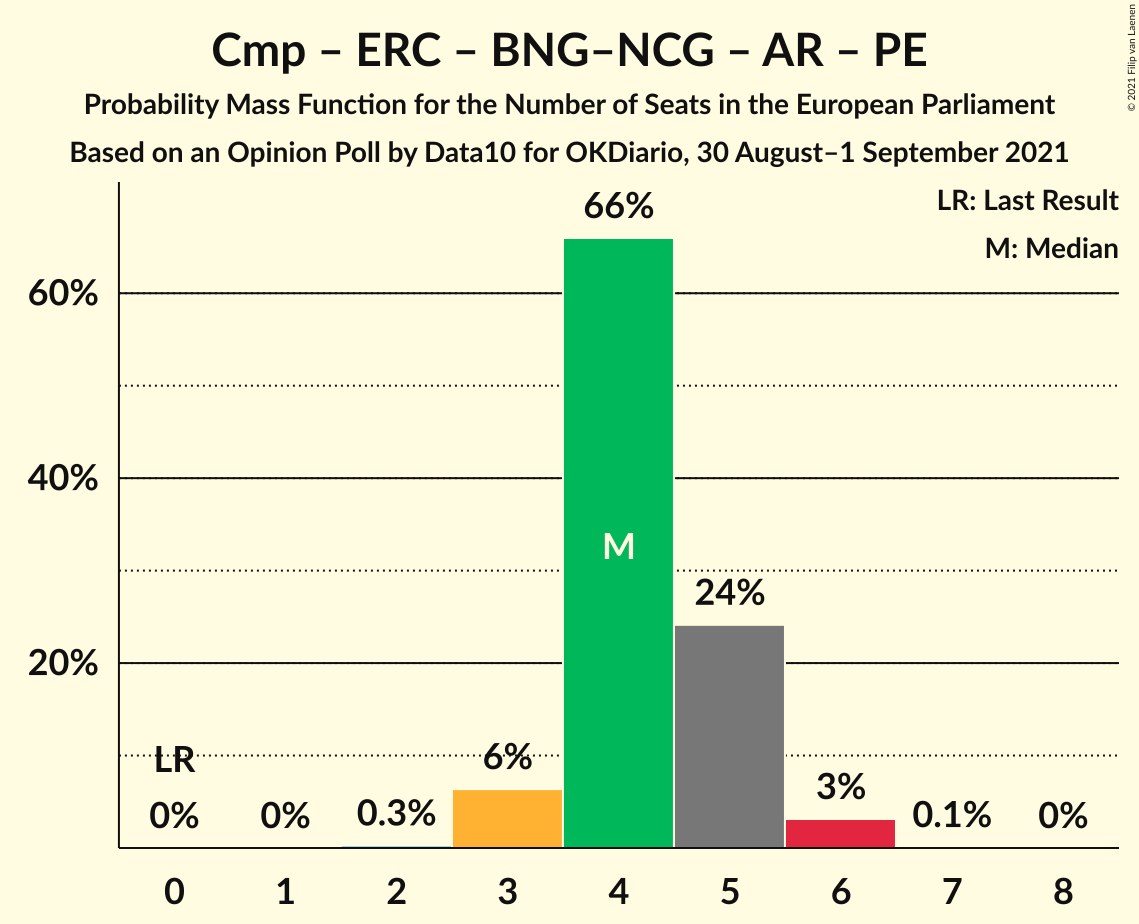 Cmp – ERC – BNG–NCG – AR – PE
Probability Mass Function for the Number of Seats in the European Parliament
Based on an Opinion Poll by Data10 for OKDiario, 30 August–1 September 2021
© 2021 Filip van Laenen
LR: Last Result
M: Median
66%
60%
40%
M
24%
20%
LR
6%
3%
0%
0%
0.3%
0.1%
0%
0 1 2 3 4 5 6 7 8